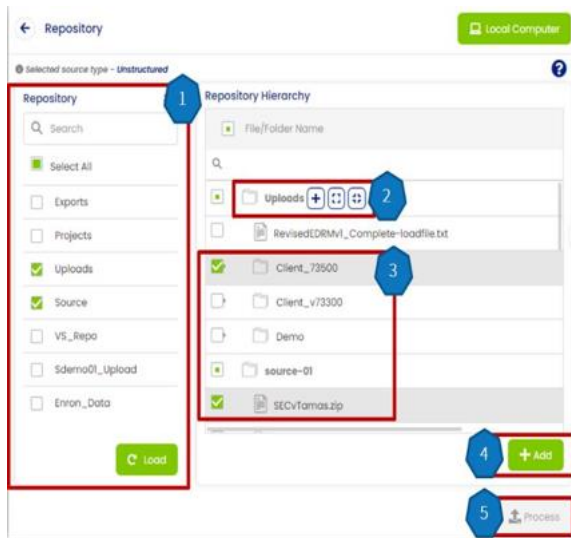 Repository
Local Computer
Selected source type - Unstructured
Repository
1
Search
Select All
Exports
Projects
Uploads
Source
VS_Repo
Sdemo01_Upload
Enron_Data
Load
Repository Hierarchy
File/Folder Name
Uploads
2
RevisedEDRMv1_Complete-loadfile.txt
Client_73500
3
Client_v73300
Demo
source-01
SECvTamas.zip
4
Add
5
Process